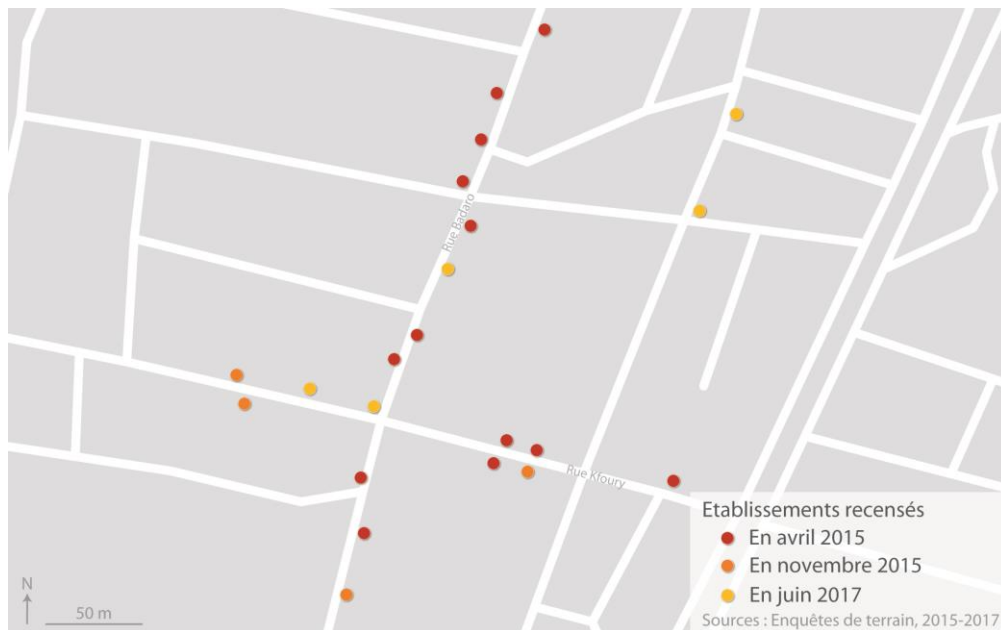 Rue Badaro
Rue Kfoury
Etablissements recensés
En avril 2015
En novembre 2015
En juin 2017
Sources : Enquêtes de terrain, 2015-2017
N
50 m